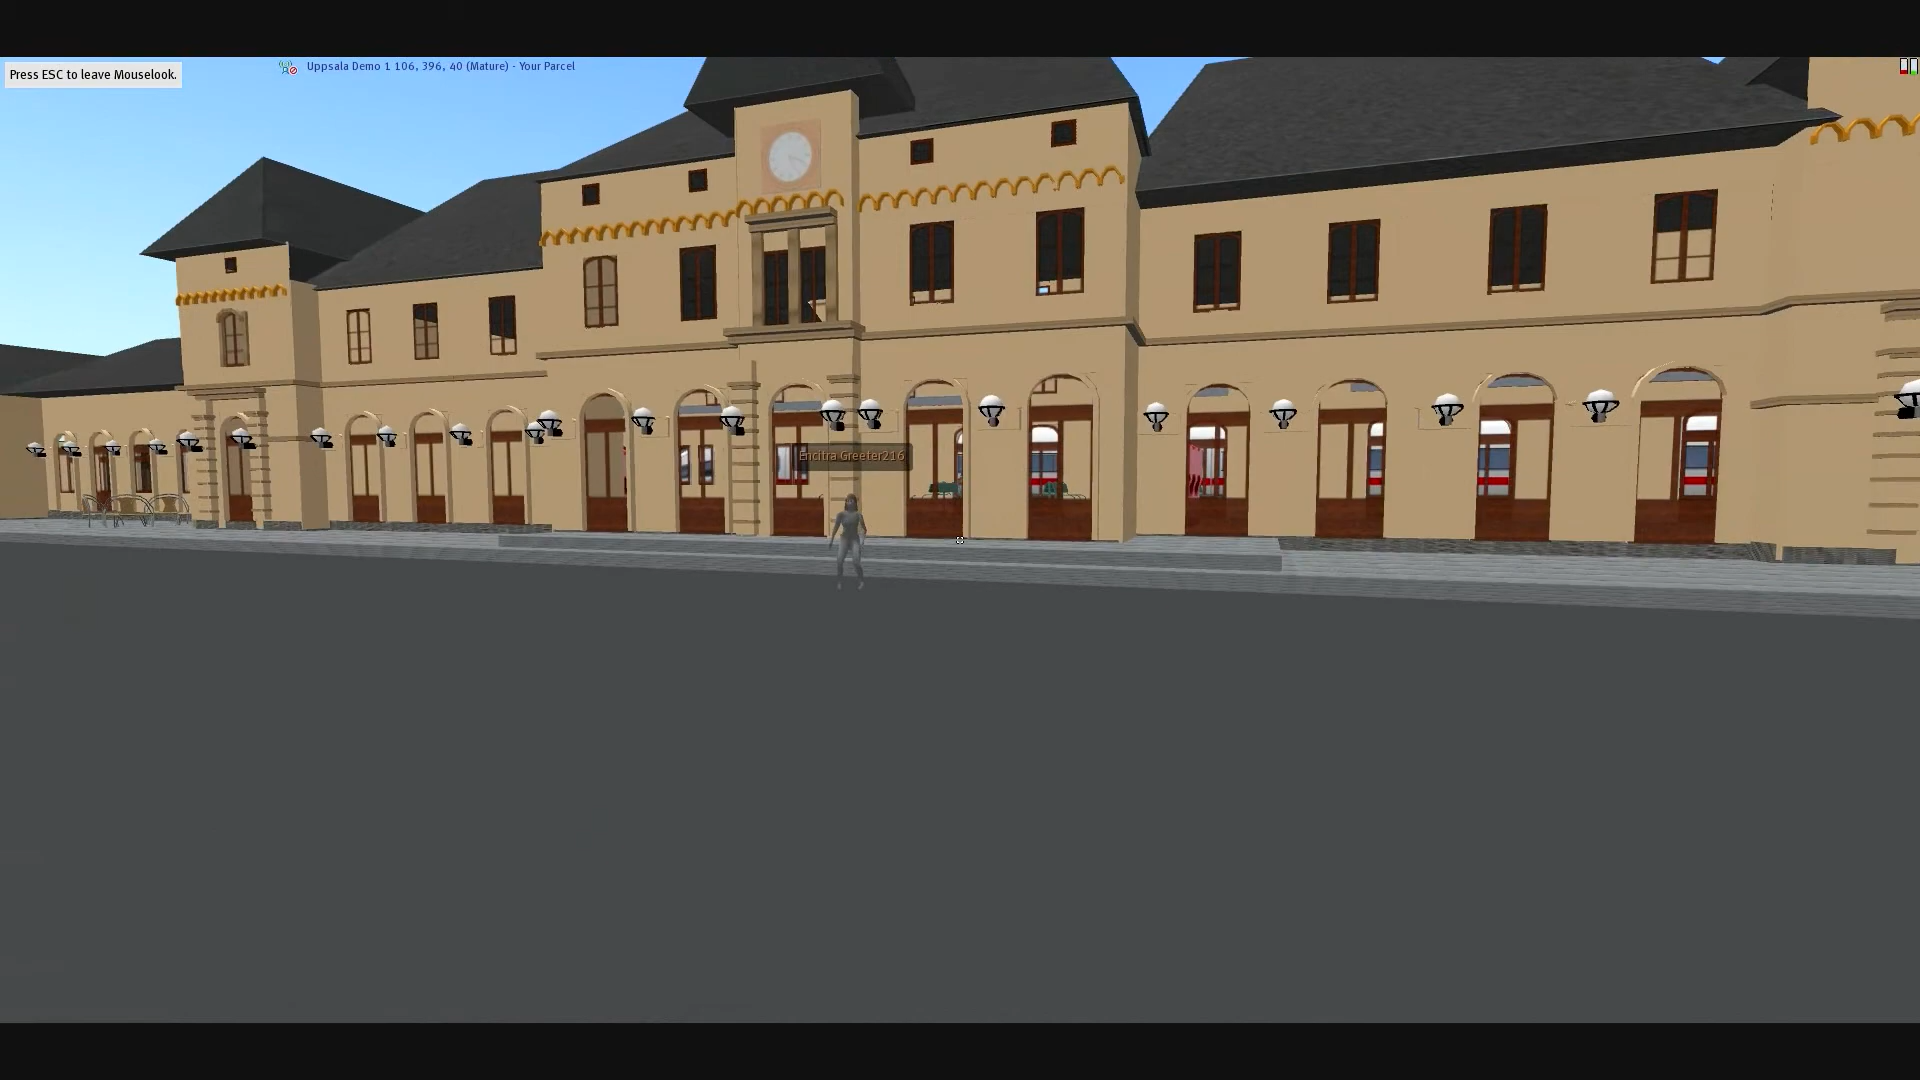 Press ESC to leave Mouselook.
Uppsala Demo 1 106, 396, 40 (Mature) - Your Parcel
Encitra Greeter216